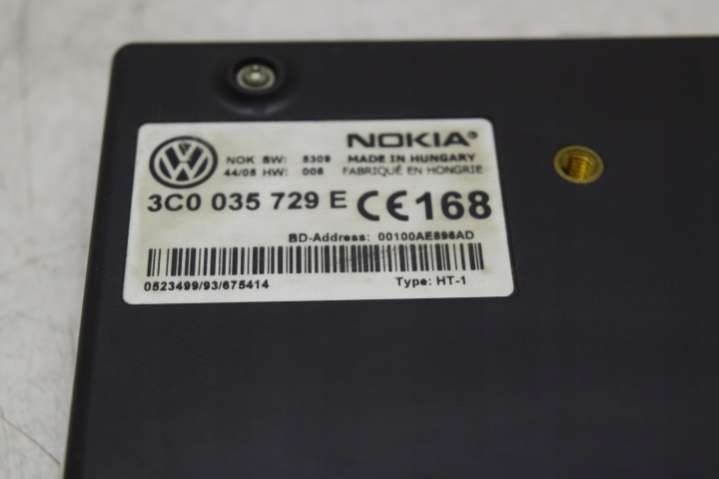 NOKIA®
NOK SW: 5309
MADE IN HUNGARY
44/05 HW: 006
FABRIQUÉ EN HONGRIE
3C0 035 729 E CE168
BD-Address: 00100AE896AD
0523499/93/675414
Type: HT-1